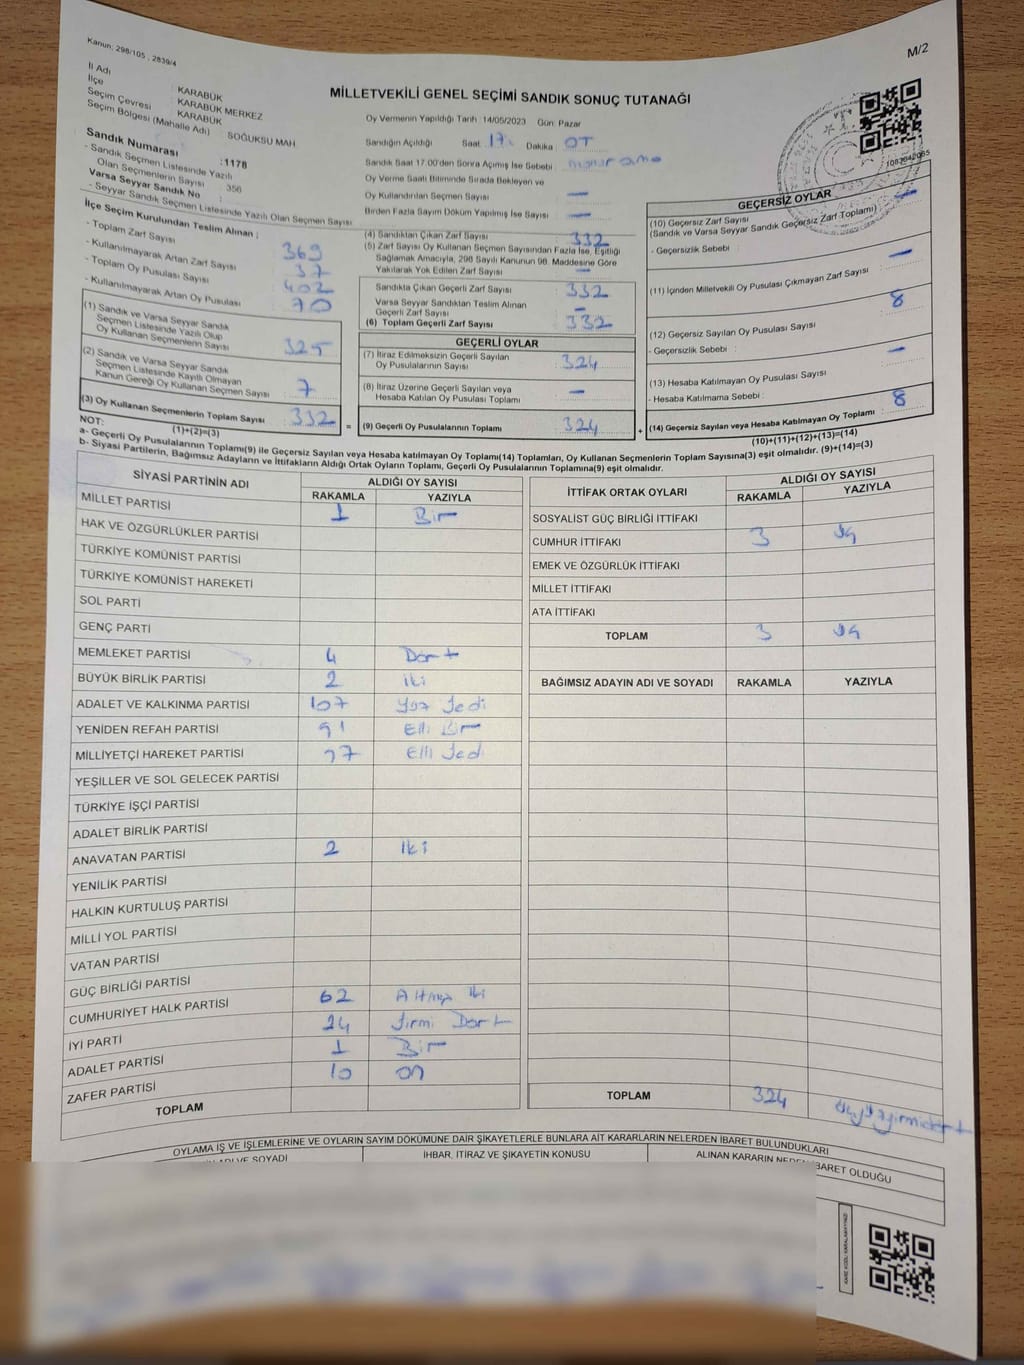 Kanun: 298/105 , 2839/4
M/2
İl Adı : KARABÜK
İlçe : KARABÜK MERKEZ
Seçim Çevresi : KARABÜK
Seçim Bölgesi (Mahalle Adı) : SOĞUKSU MAH
Sandık Numarası : 1178
- Sandık Seçmen Listesinde Yazılı Olan Seçmenlerin Sayısı : 356
Varsa Seyyar Sandık No :
- Seyyar Sandık Seçmen Listesinde Yazılı Olan Seçmen Sayısı
MİLLETVEKİLİ GENEL SEÇİMİ SANDIK SONUÇ TUTANAĞI
Oy Vermenin Yapıldığı Tarih :14/05/2023 Gün: Pazar
Sandığın Açıldığı Saat 17: Dakika : 07
Sandık Saat 17.00'den Sonra Açılmış İse Sebebi :
Oy Verme Saati Bitiminde Sırada Bekleyen ve
Oy Kullandırılan Seçmen Sayısı : —
Birden Fazla Sayım Döküm Yapılmış İse Sayısı : —
İlçe Seçim Kurulundan Teslim Alınan ;
- Toplam Zarf Sayısı : 369
- Kullanılmayarak Artan Zarf Sayısı : 37
- Toplam Oy Pusulası Sayısı : 402
- Kullanılmayarak Artan Oy Pusulası : 70
(1) Sandık ve Varsa Seyyar Sandık
Seçmen Listesinde Yazılı Olup
Oy Kullanan Seçmenlerin Sayısı : 325
(2) Sandık ve Varsa Seyyar Sandık
Seçmen Listesinde Kayıtlı Olmayan
Kanun Gereği Oy Kullanan Seçmen Sayısı : 7
(3) Oy Kullanan Seçmenlerin Toplam Sayısı : 332
(1)+(2)=(3)
(4) Sandıktan Çıkan Zarf Sayısı : 332
(5) Zarf Sayısı Oy Kullanan Seçmen Sayısından Fazla İse, Eşitliği
Sağlamak Amacıyla, 298 Sayılı Kanunun 98. Maddesine Göre
Yakılarak Yok Edilen Zarf Sayısı : —
Sandıkta Çıkan Geçerli Zarf Sayısı : 332
Varsa Seyyar Sandıktan Teslim Alınan
Geçerli Zarf Sayısı : —
(6) Toplam Geçerli Zarf Sayısı : 332
GEÇERLİ OYLAR
(7) İtiraz Edilmeksizin Geçerli Sayılan
Oy Pusulalarının Sayısı : 324
(8) İtiraz Üzerine Geçerli Sayılan veya
Hesaba Katılan Oy Pusulası Toplamı : —
= (9) Geçerli Oy Pusulalarının Toplamı : 324 +
1082642065
GEÇERSİZ OYLAR
(10) Geçersiz Zarf Sayısı
(Sandık ve Varsa Seyyar Sandık Geçersiz Zarf Toplamı) : —
- Geçersizlik Sebebi :
(11) İçinden Milletvekili Oy Pusulası Çıkmayan Zarf Sayısı : —
(12) Geçersiz Sayılan Oy Pusulası Sayısı : 8
- Geçersizlik Sebebi :
(13) Hesaba Katılmayan Oy Pusulası Sayısı : —
- Hesaba Katılmama Sebebi :
(14) Geçersiz Sayılan veya Hesaba Katılmayan Oy Toplamı : 8
(10)+(11)+(12)+(13)=(14)
NOT:
a- Geçerli Oy Pusulalarının Toplamı(9) ile Geçersiz Sayılan veya Hesaba katılmayan Oy Toplamı(14) Toplamları, Oy Kullanan Seçmenlerin Toplam Sayısına(3) eşit olmalıdır. (9)+(14)=(3)
b- Siyasi Partilerin, Bağımsız Adayların ve İttifakların Aldığı Ortak Oyların Toplamı, Geçerli Oy Pusulalarının Toplamına(9) eşit olmalıdır.
SİYASİ PARTİNİN ADI ALDIĞI OY SAYISI
RAKAMLA YAZIYLA
MİLLET PARTİSİ 1 Bir
HAK VE ÖZGÜRLÜKLER PARTİSİ
TÜRKİYE KOMÜNİST PARTİSİ
TÜRKİYE KOMÜNİST HAREKETİ
SOL PARTİ
GENÇ PARTİ
MEMLEKET PARTİSİ 4 Dört
BÜYÜK BİRLİK PARTİSİ 2 iki
ADALET VE KALKINMA PARTİSİ 107 Yüz Yedi
YENİDEN REFAH PARTİSİ 51 Elli Bir
MİLLİYETÇİ HAREKET PARTİSİ 57 Elli Yedi
YEŞİLLER VE SOL GELECEK PARTİSİ
TÜRKİYE İŞÇİ PARTİSİ
ADALET BİRLİK PARTİSİ
ANAVATAN PARTİSİ 2 iki
YENİLİK PARTİSİ
HALKIN KURTULUŞ PARTİSİ
MİLLİ YOL PARTİSİ
VATAN PARTİSİ
GÜÇ BİRLİĞİ PARTİSİ
CUMHURİYET HALK PARTİSİ 62 Altmış iki
İYİ PARTİ 24 Yirmi Dört
ADALET PARTİSİ 1 Bir
ZAFER PARTİSİ 10 on
TOPLAM
İTTİFAK ORTAK OYLARI ALDIĞI OY SAYISI
RAKAMLA YAZIYLA
SOSYALİST GÜÇ BİRLİĞİ İTTİFAKI
CUMHUR İTTİFAKI 3 üç
EMEK VE ÖZGÜRLÜK İTTİFAKI
MİLLET İTTİFAKI
ATA İTTİFAKI
TOPLAM 3 üç
BAĞIMSIZ ADAYIN ADI VE SOYADI RAKAMLA YAZIYLA
TOPLAM 324 üçyüzyirmidört
OYLAMA İŞ VE İŞLEMLERİNE VE OYLARIN SAYIM DÖKÜMÜNE DAİR ŞİKAYETLERLE BUNLARA AİT KARARLARIN NELERDEN İBARET BULUNDUKLARI
ADI VE SOYADI İHBAR, İTİRAZ VE ŞİKAYETİN KONUSU ALINAN KARARIN NEDEN İBARET OLDUĞU